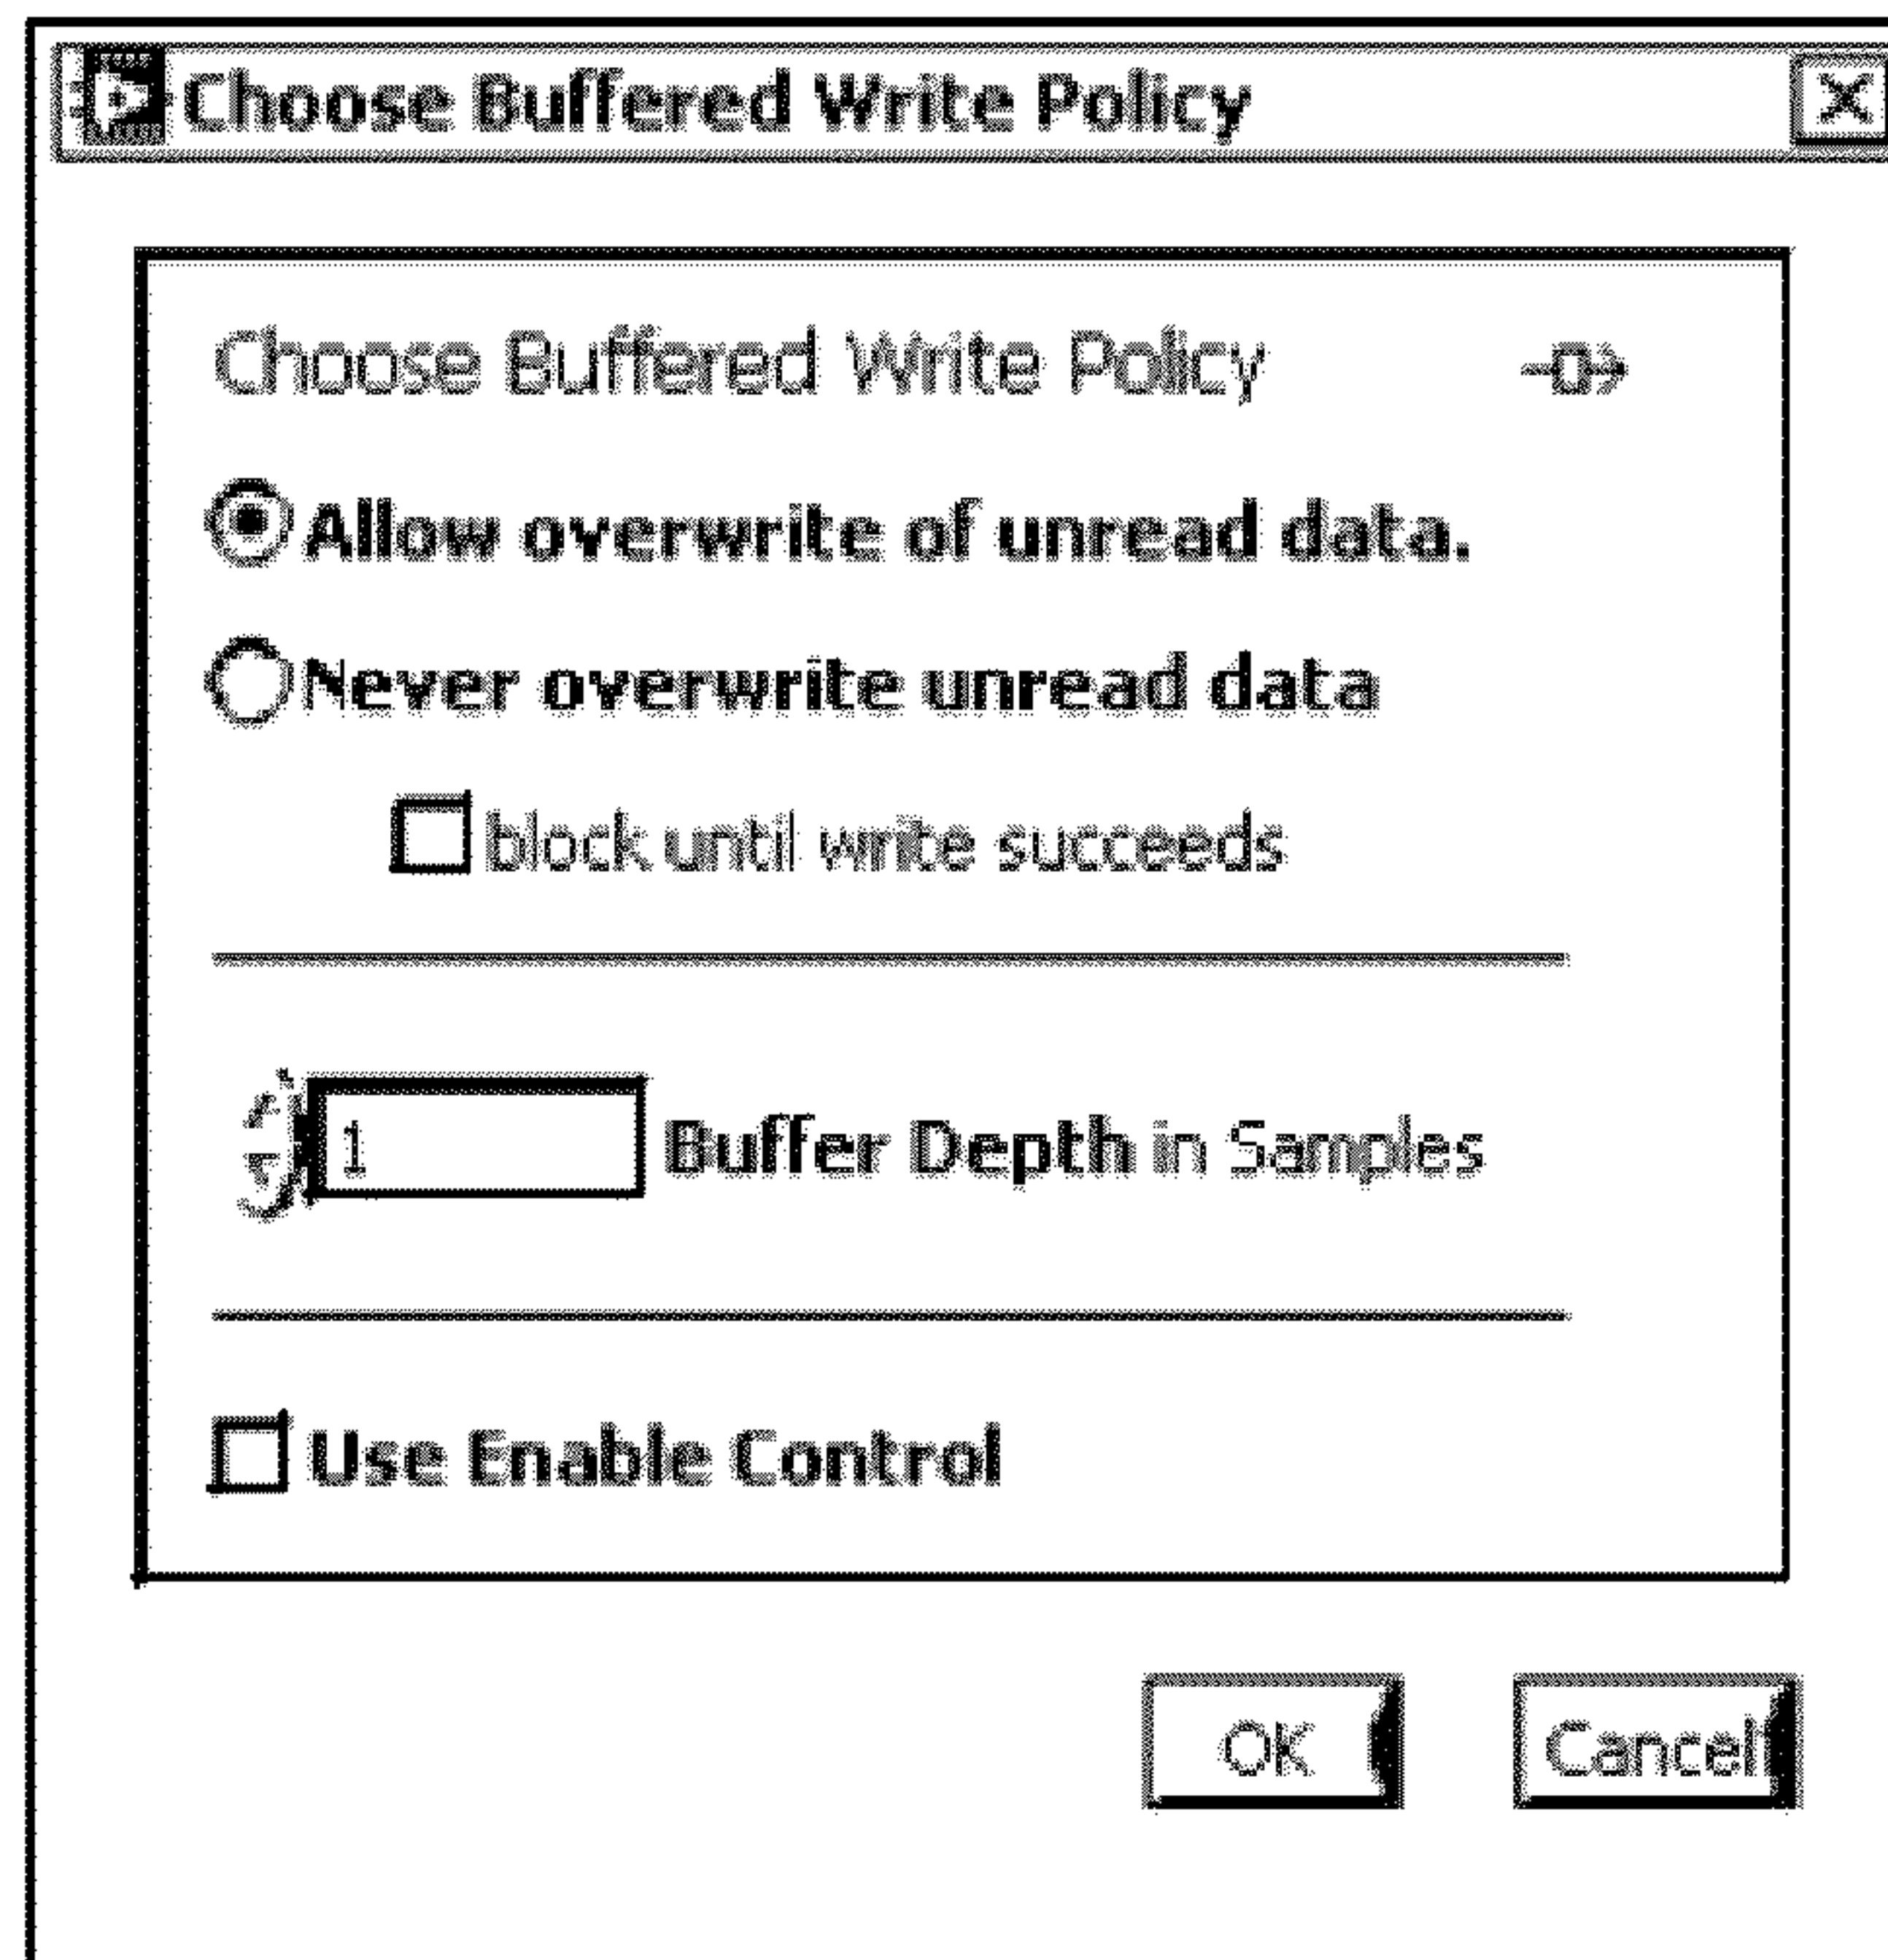 Choose Buffered Write Policy
Choose Buffered Write Policy
Allow overwrite of unread data.
Never overwrite unread data
block until write succeeds
1 Buffer Depth in Samples
Use Enable Control
OK Cancel